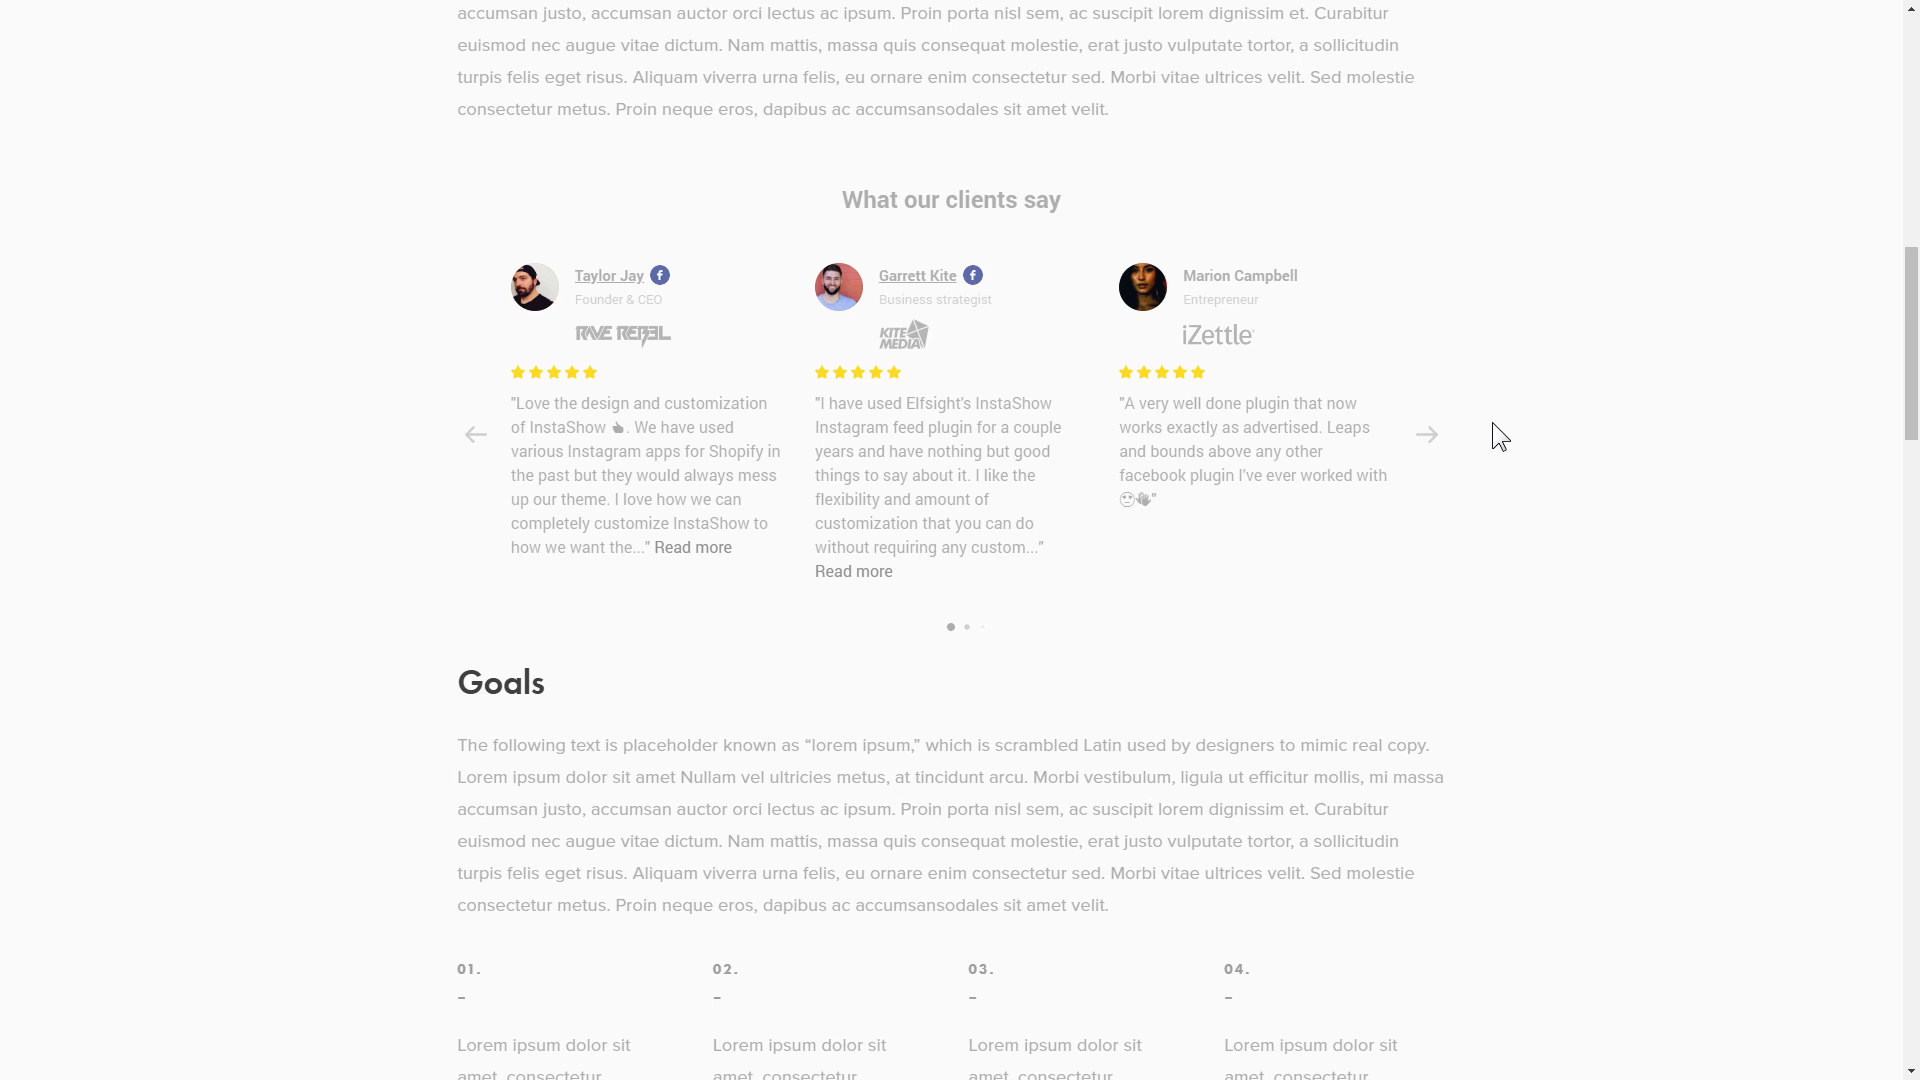 accumsan justo, accumsan auctor orci lectus ac ipsum. Proin porta nisl sem, ac suscipit lorem dignissim et. Curabitur
euismod nec augue vitae dictum. Nam mattis, massa quis consequat molestie, erat justo vulputate tortor, a sollicitudin
turpis felis eget risus. Aliquam viverra urna felis, eu ornare enim consectetur sed. Morbi vitae ultrices velit. Sed molestie
consectetur metus. Proin neque eros, dapibus ac accumsansodales sit amet velit.
What our clients say
Taylor Jay
Founder & CEO
RAVE REBEL
"Love the design and customization
of InstaShow 👆. We have used
various Instagram apps for Shopify in
the past but they would always mess
up our theme. I love how we can
completely customize InstaShow to
how we want the..." Read more
Garrett Kite
Business strategist
KITE
MEDIA
"I have used Elfsight's InstaShow
Instagram feed plugin for a couple
years and have nothing but good
things to say about it. I like the
flexibility and amount of
customization that you can do
without requiring any custom..."
Read more
Marion Campbell
Entrepreneur
iZettle
"A very well done plugin that now
works exactly as advertised. Leaps
and bounds above any other
facebook plugin I've ever worked with
🙄👋"
Goals
The following text is placeholder known as “lorem ipsum,” which is scrambled Latin used by designers to mimic real copy.
Lorem ipsum dolor sit amet Nullam vel ultricies metus, at tincidunt arcu. Morbi vestibulum, ligula ut efficitur mollis, mi massa
accumsan justo, accumsan auctor orci lectus ac ipsum. Proin porta nisl sem, ac suscipit lorem dignissim et. Curabitur
euismod nec augue vitae dictum. Nam mattis, massa quis consequat molestie, erat justo vulputate tortor, a sollicitudin
turpis felis eget risus. Aliquam viverra urna felis, eu ornare enim consectetur sed. Morbi vitae ultrices velit. Sed molestie
consectetur metus. Proin neque eros, dapibus ac accumsansodales sit amet velit.
01.
–
Lorem ipsum dolor sit
amet, consectetur
02.
–
Lorem ipsum dolor sit
amet, consectetur
03.
–
Lorem ipsum dolor sit
amet, consectetur
04.
–
Lorem ipsum dolor sit
amet, consectetur